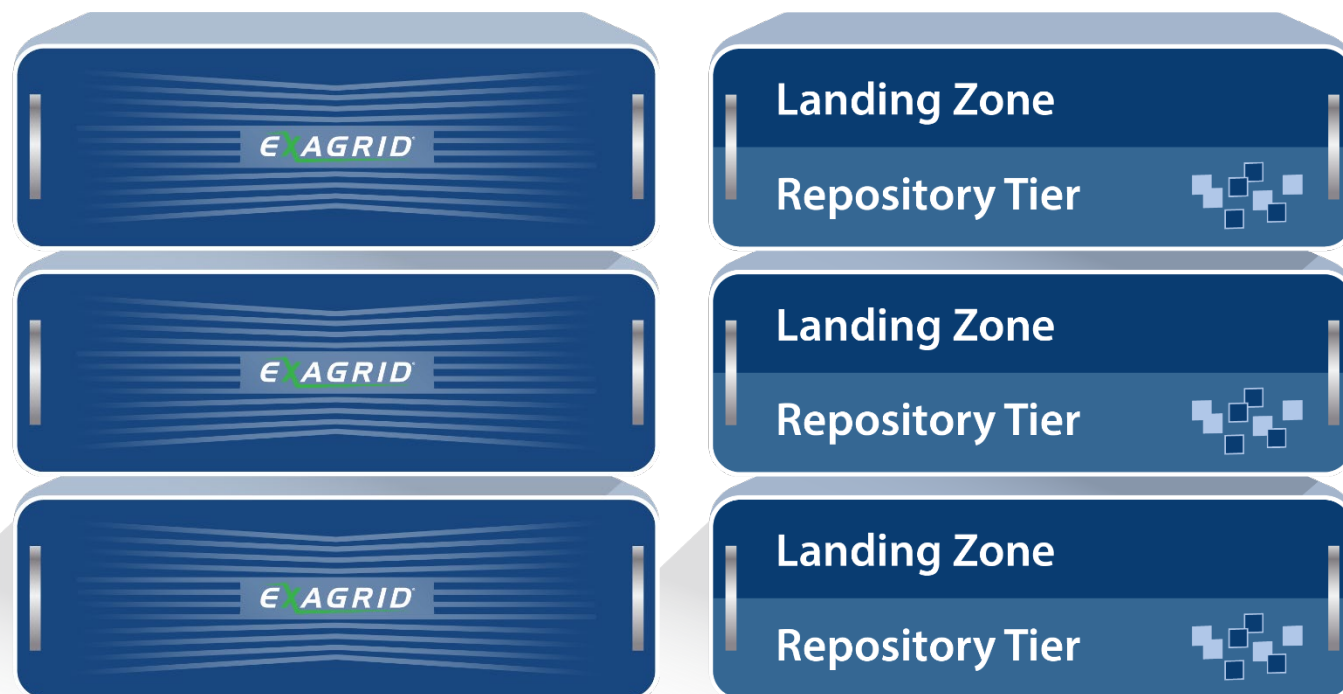 EXAGRID
Landing Zone
Repository Tier
EXAGRID
Landing Zone
Repository Tier
EXAGRID
Landing Zone
Repository Tier